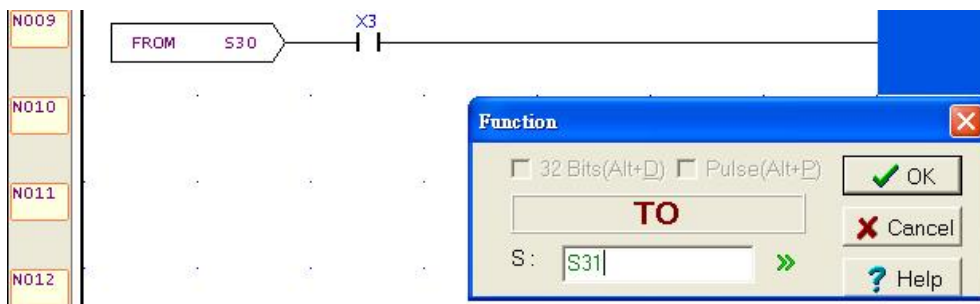 N009
X3
FROM S30
N010
Function
32 Bits(Alt+D) Pulse(Alt+P)
OK
N011
TO
Cancel
S: S31
N012
Help